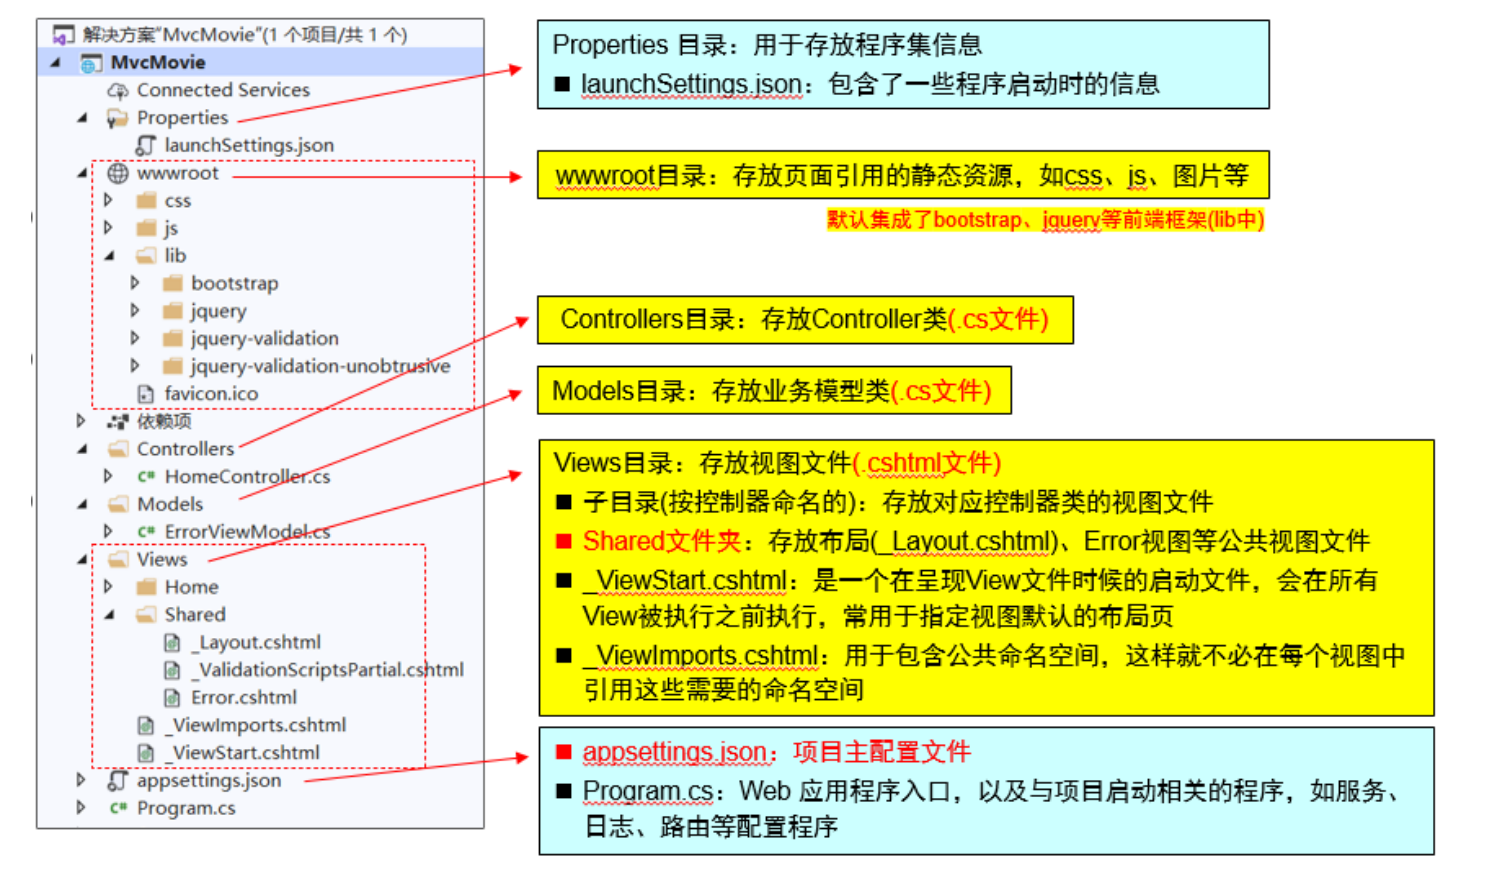 解决方案"MvcMovie"(1 个项目/共 1 个)
MvcMovie
Connected Services
Properties
launchSettings.json
wwwroot
css
js
lib
bootstrap
jquery
jquery-validation
jquery-validation-unobtrusive
favicon.ico
依赖项
Controllers
HomeController.cs
Models
ErrorViewModel.cs
Views
Home
Shared
_Layout.cshtml
_ValidationScriptsPartial.cshtml
Error.cshtml
_ViewImports.cshtml
_ViewStart.cshtml
appsettings.json
Program.cs
Properties 目录：用于存放程序集信息
■ launchSettings.json：包含了一些程序启动时的信息
wwwroot目录：存放页面引用的静态资源，如css、js、图片等
默认集成了bootstrap、jquery等前端框架(lib中)
Controllers目录：存放Controller类(.cs文件)
Models目录：存放业务模型类(.cs文件)
Views目录：存放视图文件(.cshtml文件)
■ 子目录(按控制器命名的)：存放对应控制器类的视图文件
■ Shared文件夹：存放布局(_Layout.cshtml)、Error视图等公共视图文件
■ _ViewStart.cshtml：是一个在呈现View文件时候的启动文件，会在所有
View被执行之前执行，常用于指定视图默认的布局页
■ _ViewImports.cshtml：用于包含公共命名空间，这样就不必在每个视图中
引用这些需要的命名空间
■ appsettings.json：项目主配置文件
■ Program.cs：Web 应用程序入口，以及与项目启动相关的程序，如服务、
日志、路由等配置程序